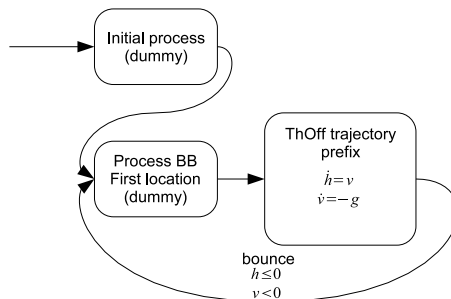 Initial process
(dummy)
Process BB
First location
(dummy)
ThOff trajectory
prefix
ḣ=v
v̇=−g
bounce
h≤0
v<0